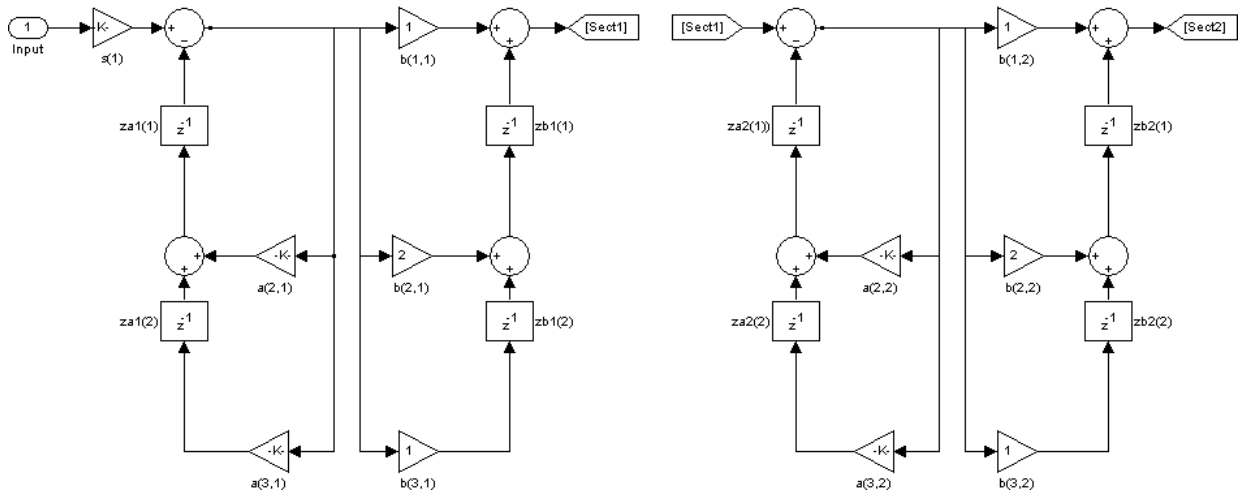 1
Input
K-
s(1)
1
b(1,1)
[Sect1]
za1(1)
z-1
z-1
zb1(1)
-K-
a(2,1)
2
b(2,1)
za1(2)
z-1
z-1
zb1(2)
-K-
a(3,1)
1
b(3,1)
[Sect1]
1
b(1,2)
[Sect2]
za2(1))
z-1
z-1
zb2(1)
-K-
a(2,2)
2
b(2,2)
za2(2)
z-1
z-1
zb2(2)
-K-
a(3,2)
1
b(3,2)